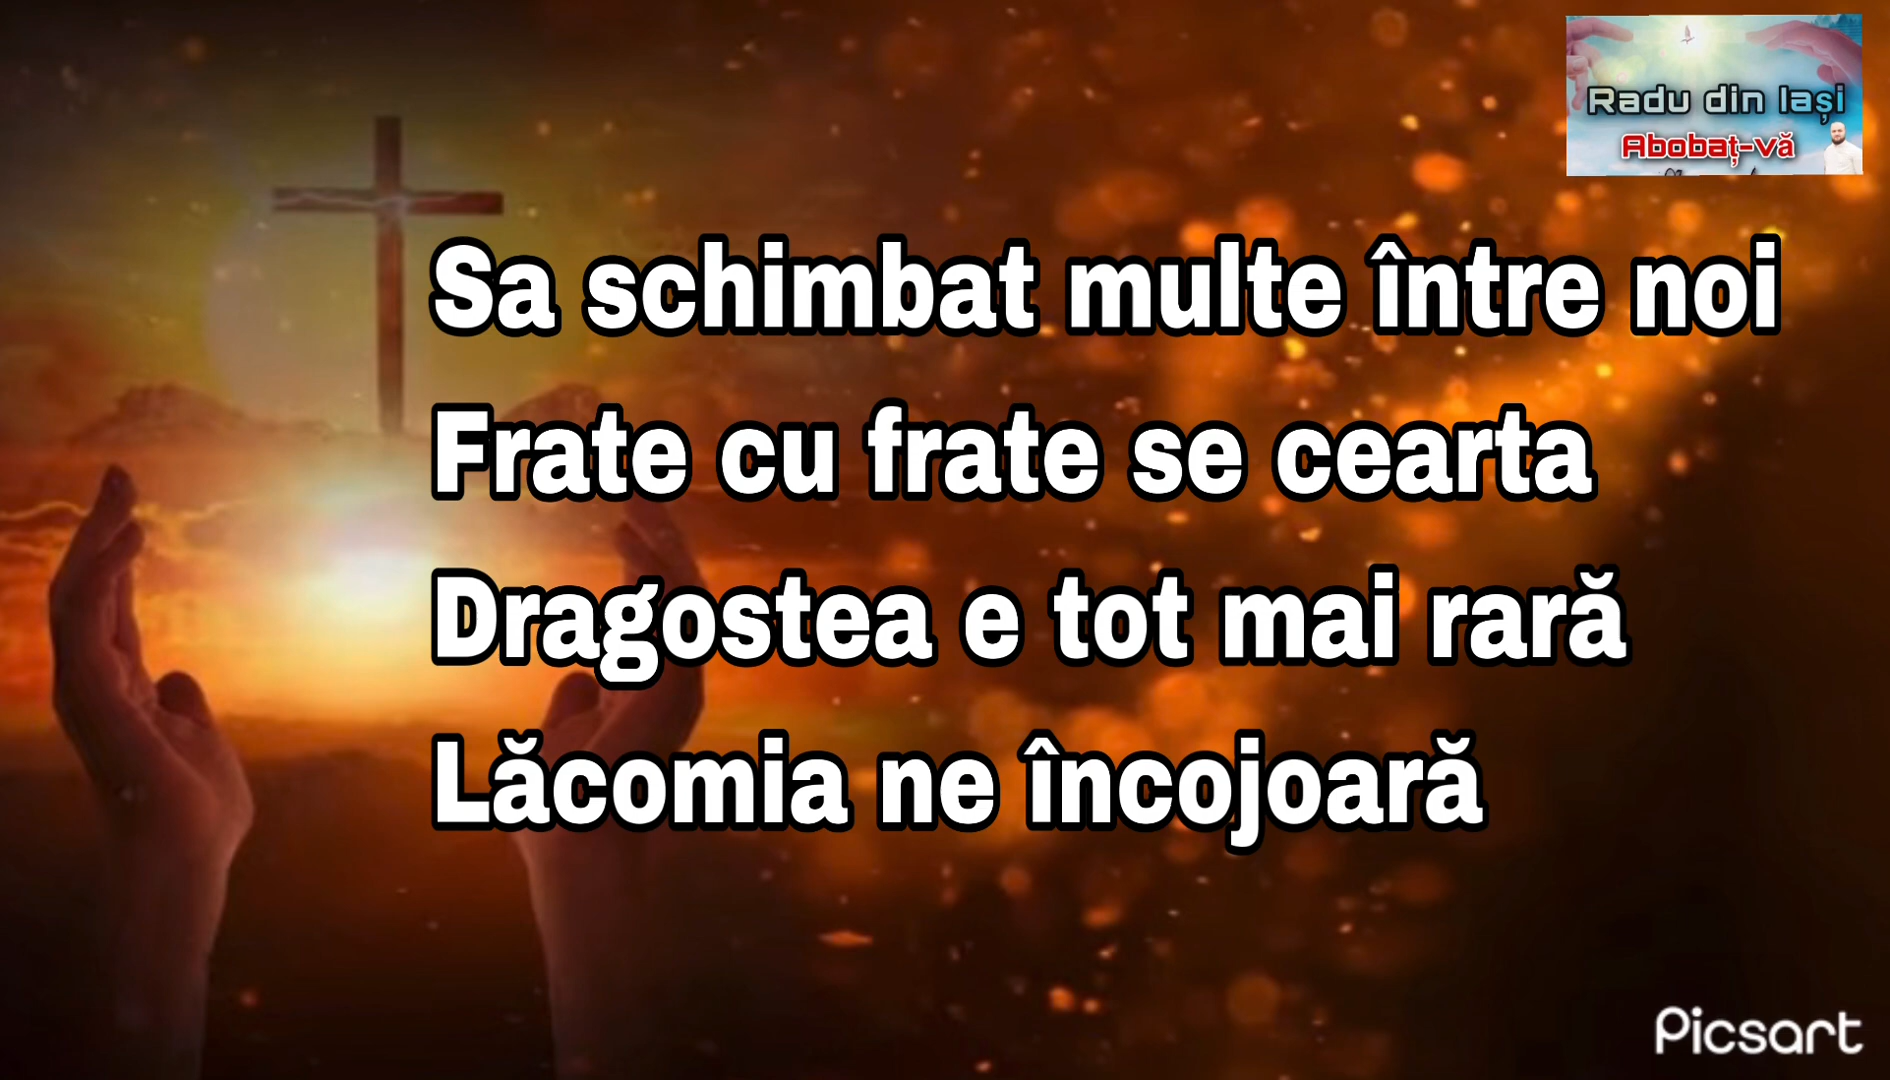 Radu din Iași
Abobaț-vă
Sa schimbat multe între noi
Frate cu frate se cearta
Dragostea e tot mai rară
Lăcomia ne încojoară
Picsart